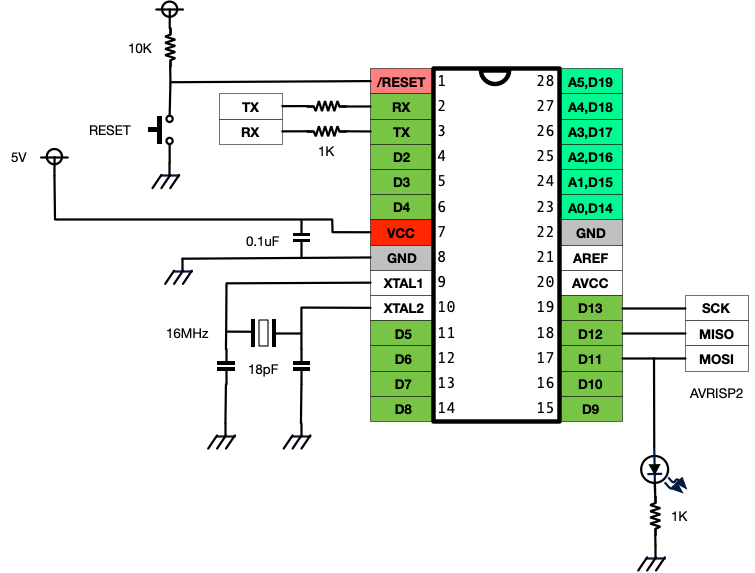 10K
/RESET 1 28 A5,D19
TX RX 2 27 A4,D18
RESET RX TX 3 26 A3,D17
1K
5V D2 4 25 A2,D16
D3 5 24 A1,D15
D4 6 23 A0,D14
VCC 7 22 GND
0.1uF
GND 8 21 AREF
XTAL1 9 20 AVCC
XTAL2 10 19 D13 SCK
16MHz D5 11 18 D12 MISO
18pF D6 12 17 D11 MOSI
D7 13 16 D10
AVRISP2
D8 14 15 D9
1K